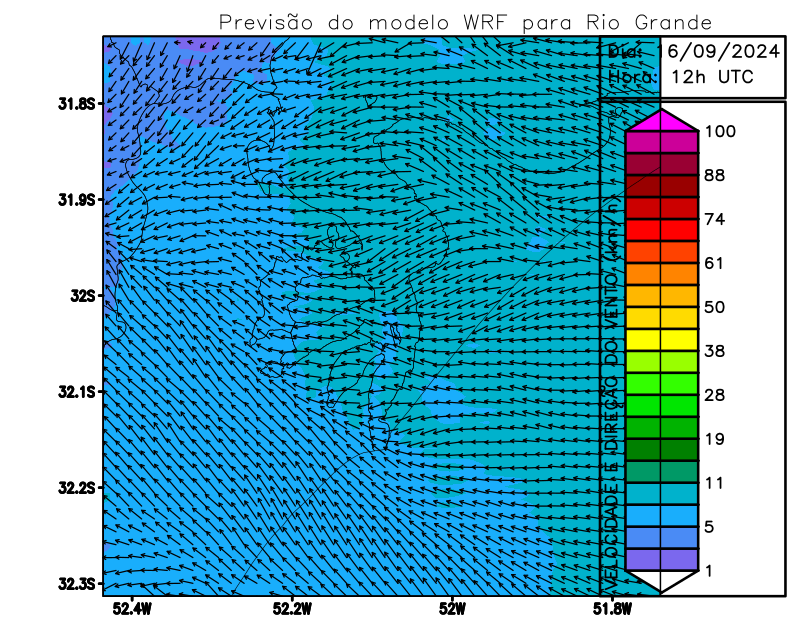 Previsão do modelo WRF para Rio Grande
Dia: 16/09/2024
Hora: 12h UTC
VELOCIDADE E DIREÇÃO DO VENTO (km/h)
100
88
74
61
50
38
28
19
11
5
1
31.8S
31.9S
32S
32.1S
32.2S
32.3S
52.4W
52.2W
52W
51.8W